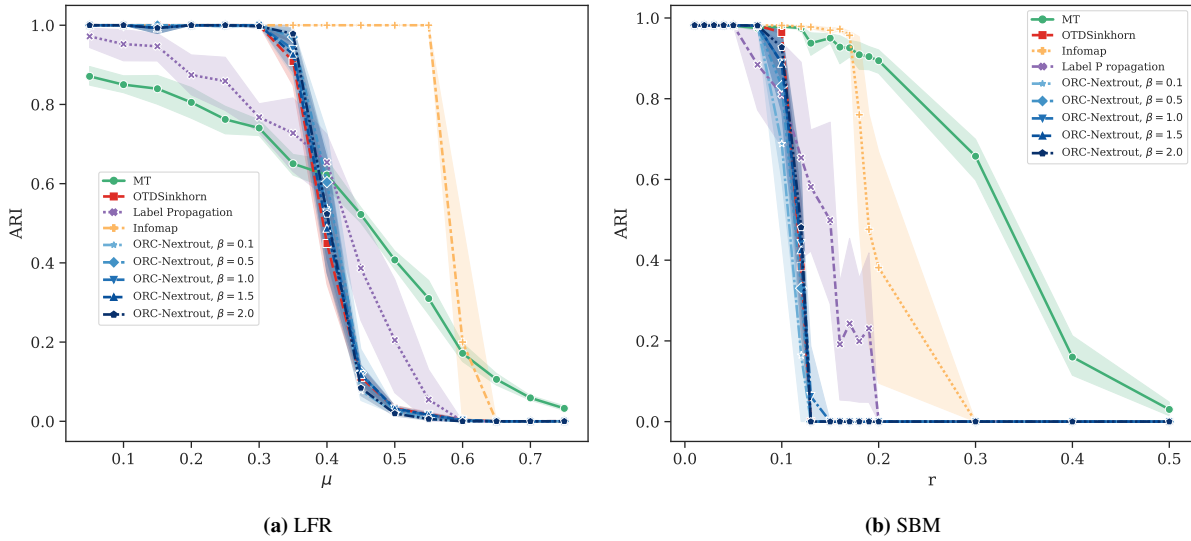 1.0
0.8
0.6
0.4
0.2
0.0
ARI
0.1 0.2 0.3 0.4 0.5 0.6 0.7
μ
MT
OTDSinkhorn
Label Propagation
Infomap
ORC-Nextrout, β = 0.1
ORC-Nextrout, β = 0.5
ORC-Nextrout, β = 1.0
ORC-Nextrout, β = 1.5
ORC-Nextrout, β = 2.0
(a) LFR
1.0
0.8
0.6
0.4
0.2
0.0
ARI
0.0 0.1 0.2 0.3 0.4 0.5
r
MT
OTDSinkhorn
Infomap
Label P ropagation
ORC-Nextrout, β = 0.1
ORC-Nextrout, β = 0.5
ORC-Nextrout, β = 1.0
ORC-Nextrout, β = 1.5
ORC-Nextrout, β = 2.0
(b) SBM